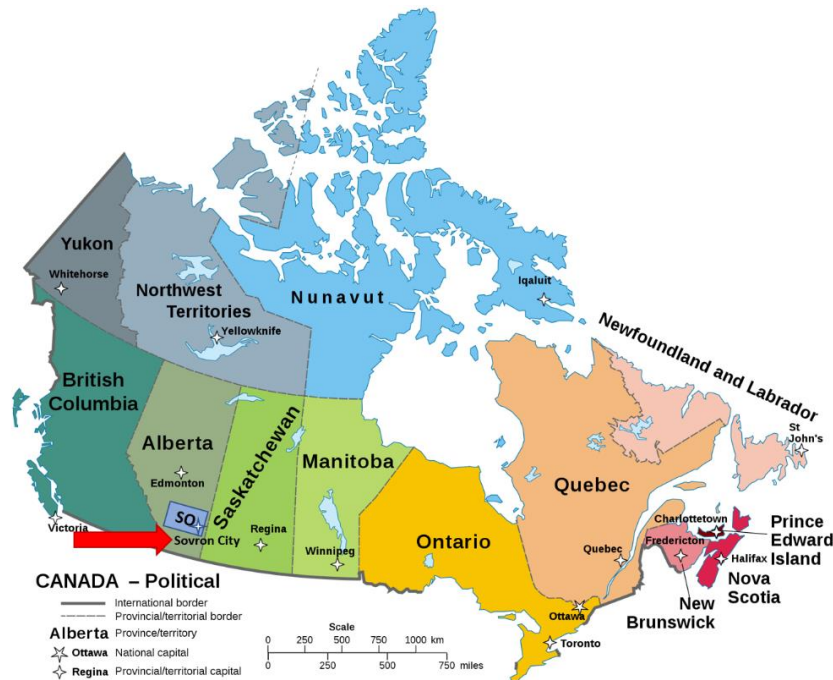 Yukon
Whitehorse
Northwest
Territories
Yellowknife
Nunavut
Iqaluit
Newfoundland and Labrador
St
John's
British
Columbia
Victoria
Alberta
Edmonton
SO
Sovron City
Saskatchewan
Regina
Manitoba
Winnipeg
Ontario
Ottawa
Toronto
Quebec
Quebec
Charlottetown
Prince
Edward
Island
Fredericton
Halifax
Nova
Scotia
New
Brunswick
CANADA – Political
International border
Provincial/territorial border
Alberta Province/territory
Ottawa National capital
Regina Provincial/territorial capital
Scale
0 250 500 750 1000 km
0 250 500 750 miles